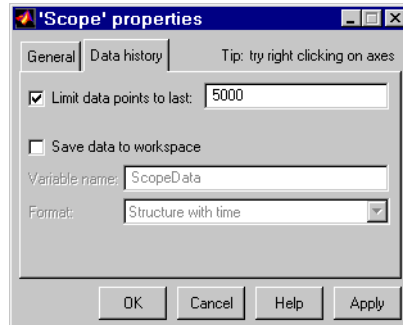 'Scope' properties
General Data history Tip: try right clicking on axes
Limit data points to last: 5000
Save data to workspace
Variable name: ScopeData
Format: Structure with time
OK Cancel Help Apply